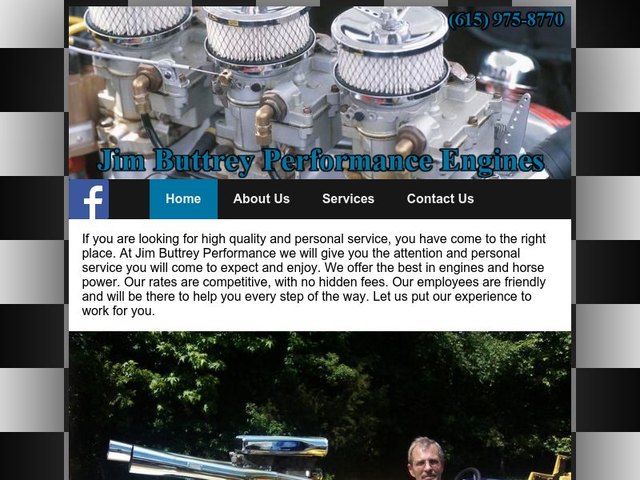 (615) 975-8770
Jim Buttrey Performance Engines
Home About Us Services Contact Us
If you are looking for high quality and personal service, you have come to the right
place. At Jim Buttrey Performance we will give you the attention and personal
service you will come to expect and enjoy. We offer the best in engines and horse
power. Our rates are competitive, with no hidden fees. Our employees are friendly
and will be there to help you every step of the way. Let us put our experience to
work for you.